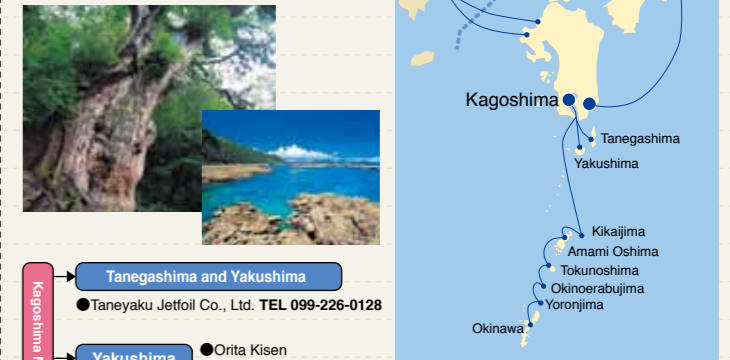 Kagoshima
Tanegashima
Yakushima
Kikaijima
Amami Oshima
Tokunoshima
Okinoerabujima
Yoronjima
Okinawa
Kagoshima
Tanegashima and Yakushima
●Taneyaku Jetfoil Co., Ltd. TEL 099-226-0128
Yakushima
●Orita Kisen